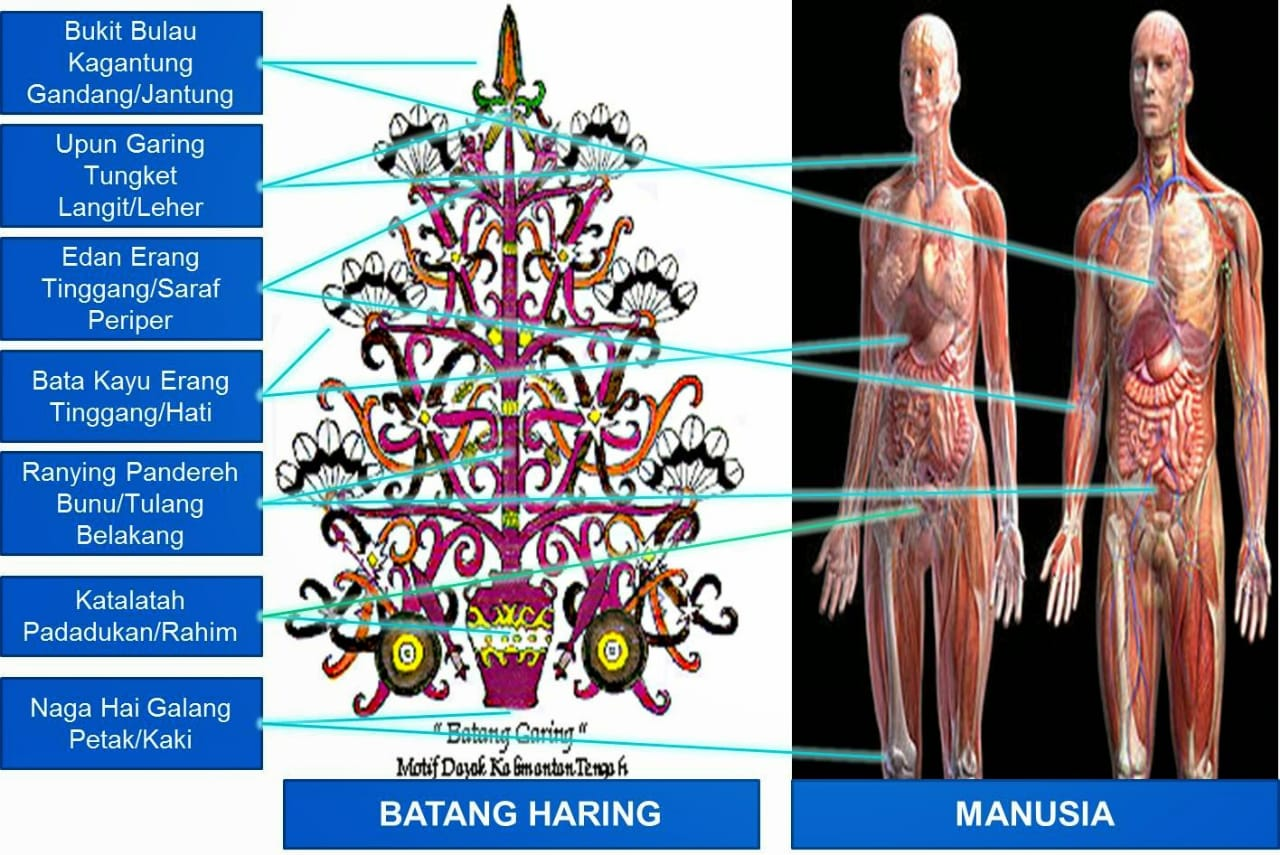 Bukit Bulau
Kagantung
Gandang/Jantung
Upun Garing
Tungket
Langit/Leher
Edan Erang
Tinggang/Saraf
Periper
Bata Kayu Erang
Tinggang/Hati
Ranying Pandereh
Bunu/Tulang
Belakang
Katalatah
Padadukan/Rahim
Naga Hai Galang
Petak/Kaki
“ Batang Garing “
Motif Dayak Kalimantan Tengah
BATANG HARING
MANUSIA